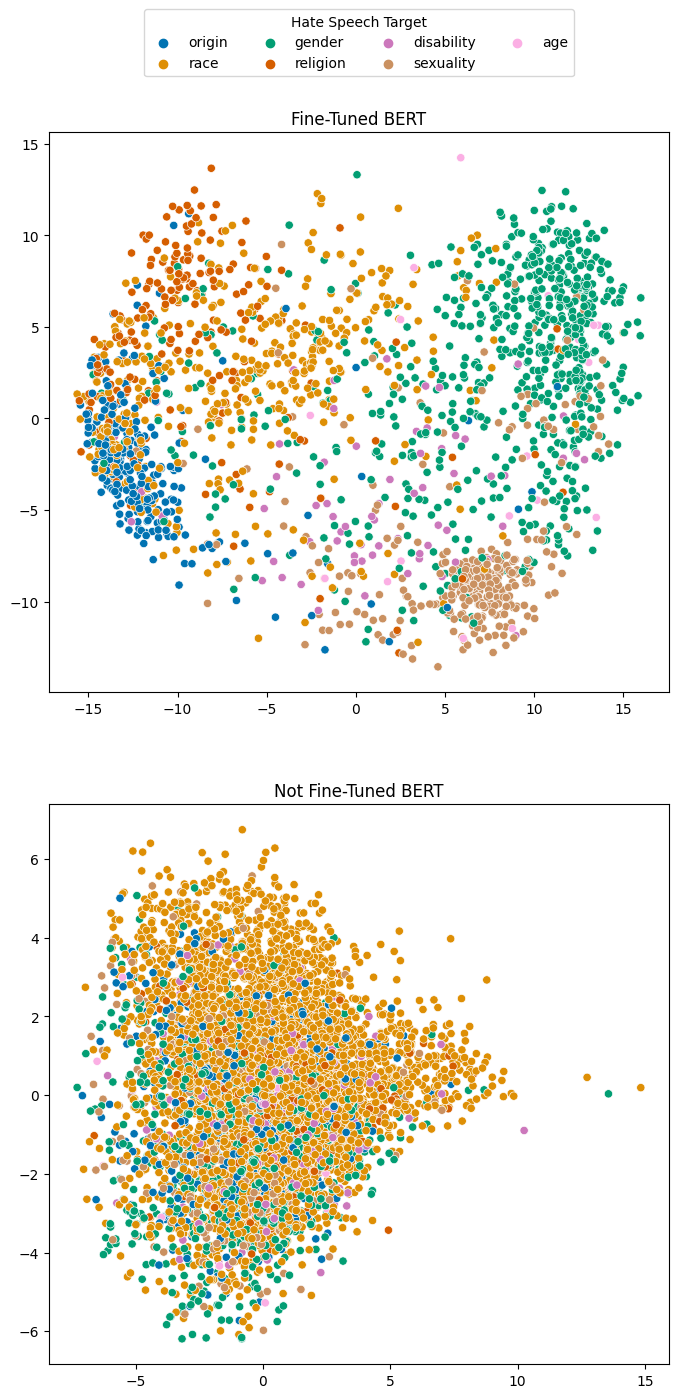 Hate Speech Target
origin gender disability age
race religion sexuality
Fine-Tuned BERT
15
10
5
0
−5
−10
−15 −10 −5 0 5 10 15
Not Fine-Tuned BERT
6
4
2
0
−2
−4
−6
−5 0 5 10 15